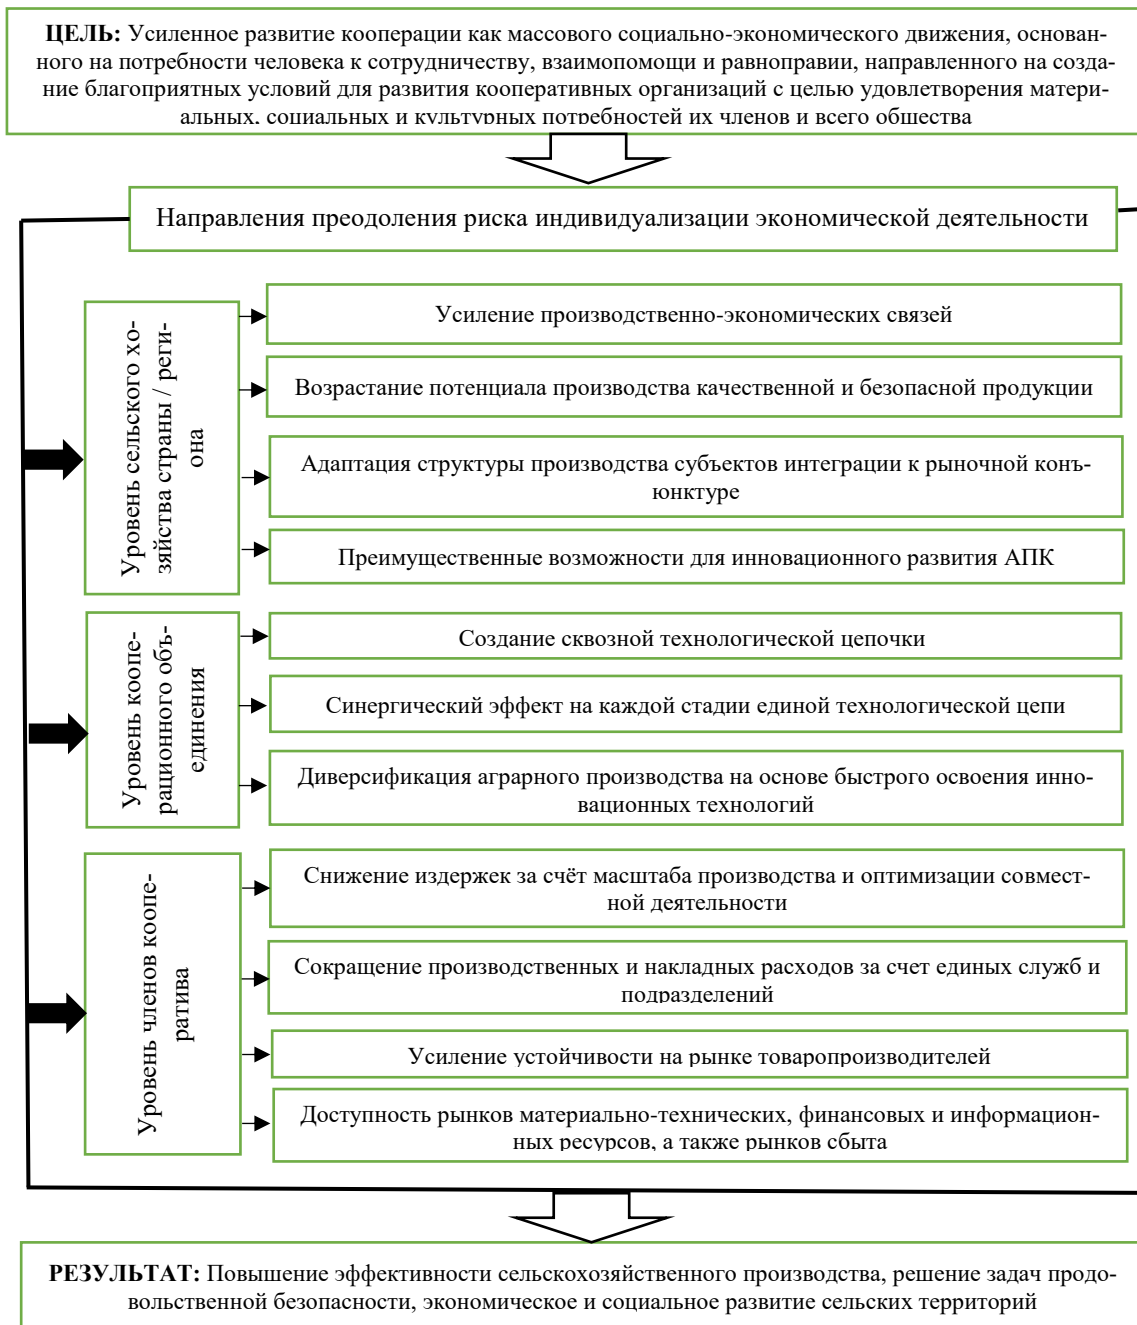 ЦЕЛЬ: Усиленное развитие кооперации как массового социально-экономического движения, основан-
ного на потребности человека к сотрудничеству, взаимопомощи и равноправии, направленного на созда-
ние благоприятных условий для развития кооперативных организаций с целью удовлетворения матери-
альных, социальных и культурных потребностей их членов и всего общества
Направления преодоления риска индивидуализации экономической деятельности
Уровень сельского хо-
зяйства страны / реги-
она
Усиление производственно-экономических связей
Возрастание потенциала производства качественной и безопасной продукции
Адаптация структуры производства субъектов интеграции к рыночной конъ-
юнктуре
Преимущественные возможности для инновационного развития АПК
Уровень коопе-
рационного объ-
единения
Создание сквозной технологической цепочки
Синергический эффект на каждой стадии единой технологической цепи
Диверсификация аграрного производства на основе быстрого освоения инно-
вационных технологий
Уровень членов коопе-
ратива
Снижение издержек за счёт масштаба производства и оптимизации совмест-
ной деятельности
Сокращение производственных и накладных расходов за счет единых служб и
подразделений
Усиление устойчивости на рынке товаропроизводителей
Доступность рынков материально-технических, финансовых и информацион-
ных ресурсов, а также рынков сбыта
РЕЗУЛЬТАТ: Повышение эффективности сельскохозяйственного производства, решение задач продо-
вольственной безопасности, экономическое и социальное развитие сельских территорий